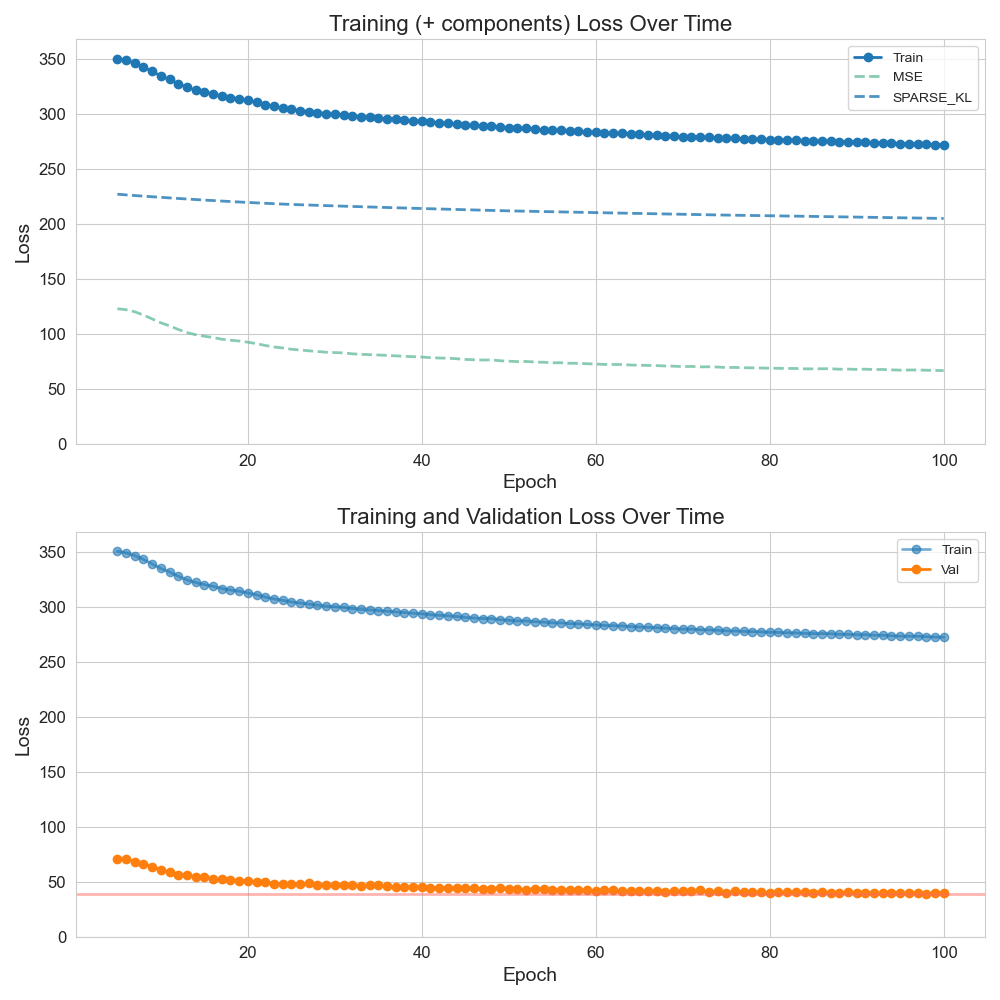 Training (+ components) Loss Over Time
350
300
250
200
150
100
50
0
Loss
Train
MSE
SPARSE_KL
20 40 60 80 100
Epoch
Training and Validation Loss Over Time
350
300
250
200
150
100
50
0
Loss
Train
Val
20 40 60 80 100
Epoch